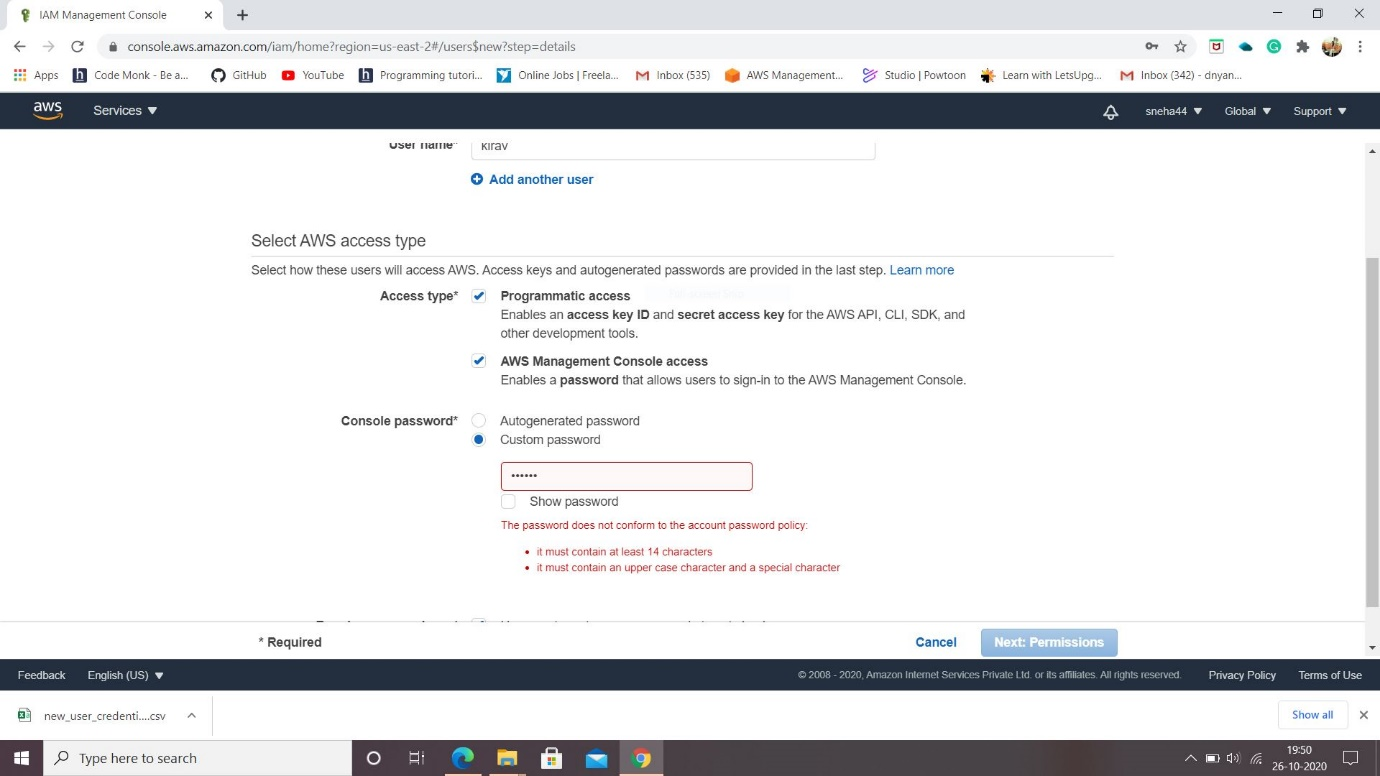 IAM Management Console
console.aws.amazon.com/iam/home?region=us-east-2#/users$new?step=details
Apps
Code Monk - Be a...
GitHub
YouTube
Programming tutori...
Online Jobs | Freela...
Inbox (535)
AWS Management...
Studio | Powtoon
Learn with LetsUpg...
Inbox (342) - dnyan...
aws
Services
sneha44
Global
Support
User name*
kirav
Add another user
Select AWS access type
Select how these users will access AWS. Access keys and autogenerated passwords are provided in the last step. Learn more
Access type*
Programmatic access
Enables an access key ID and secret access key for the AWS API, CLI, SDK, and
other development tools.
AWS Management Console access
Enables a password that allows users to sign-in to the AWS Management Console.
Console password*
Autogenerated password
Custom password
••••••
Show password
The password does not conform to the account password policy:
• it must contain at least 14 characters
• it must contain an upper case character and a special character
* Required
Cancel
Next: Permissions
Feedback
English (US)
© 2008 - 2020, Amazon Internet Services Private Ltd. or its affiliates. All rights reserved.
Privacy Policy
Terms of Use
new_user_credenti....csv
Show all
Type here to search
19:50
26-10-2020